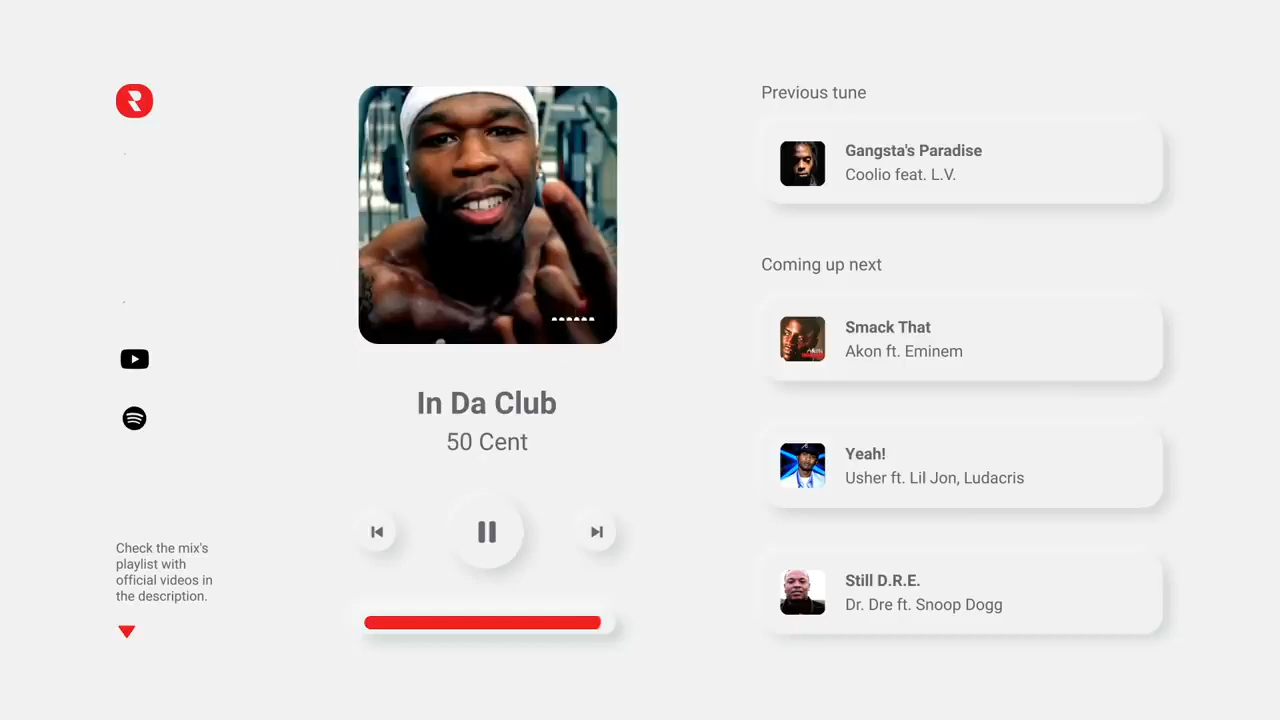 Previous tune
Gangsta's Paradise
Coolio feat. L.V.
Coming up next
Smack That
Akon ft. Eminem
In Da Club
50 Cent
Yeah!
Usher ft. Lil Jon, Ludacris
Check the mix's
playlist with
official videos in
the description.
Still D.R.E.
Dr. Dre ft. Snoop Dogg